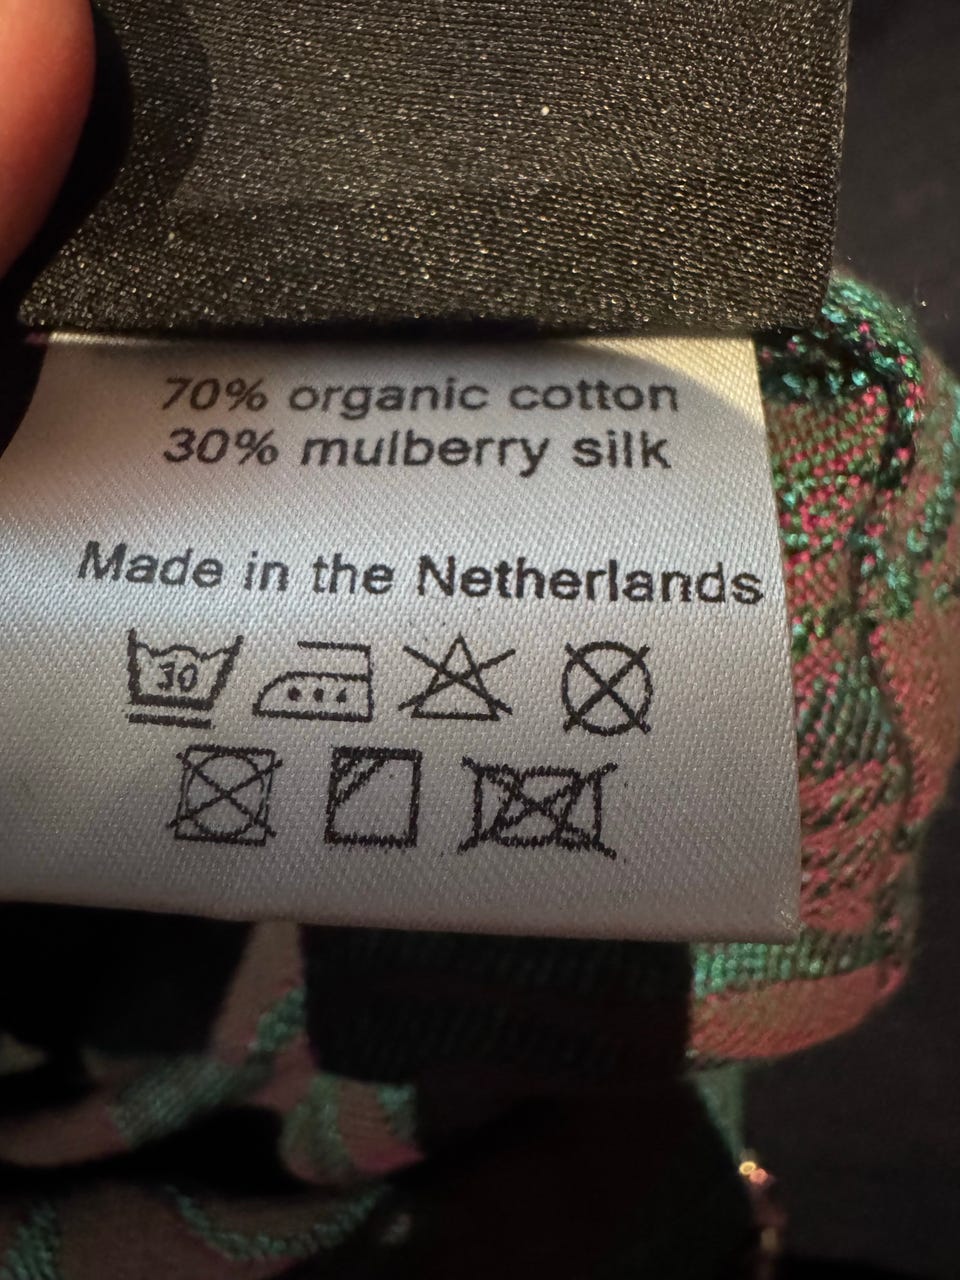 70% organic cotton
30% mulberry silk
Made in the Netherlands
30